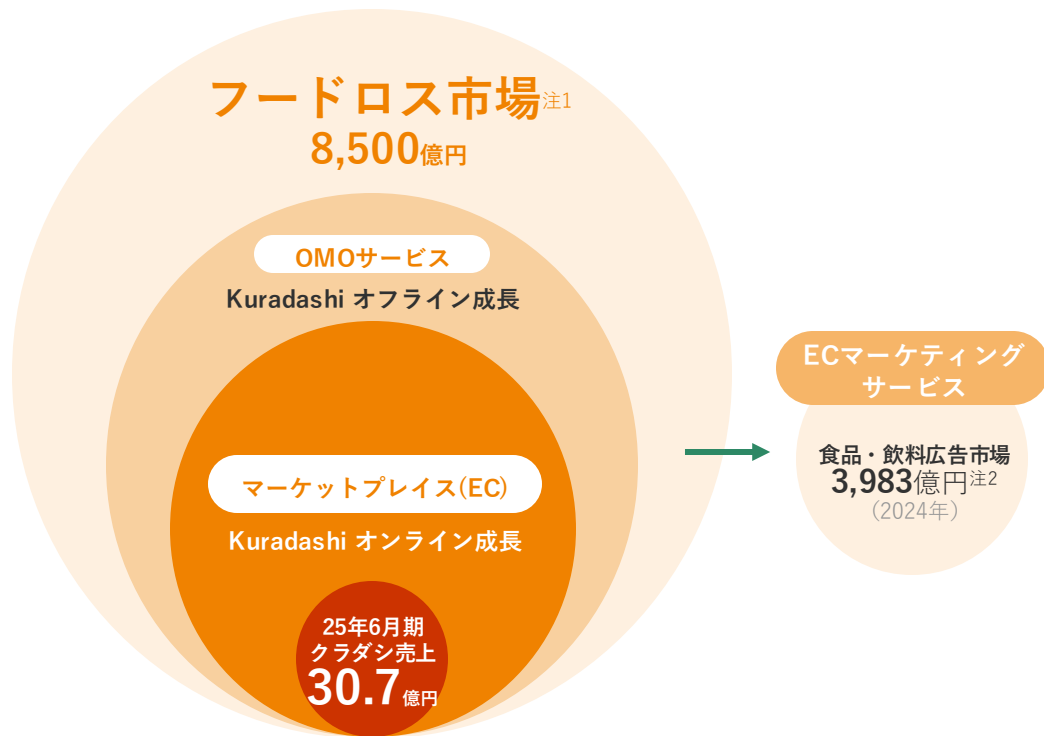 フードロス市場注1
8,500億円
OMOサービス
Kuradashi オフライン成長
マーケットプレイス(EC)
Kuradashi オンライン成長
25年6月期
クラダシ売上
30.7億円
ECマーケティング
サービス
食品・飲料広告市場
3,983億円注2
（2024年）